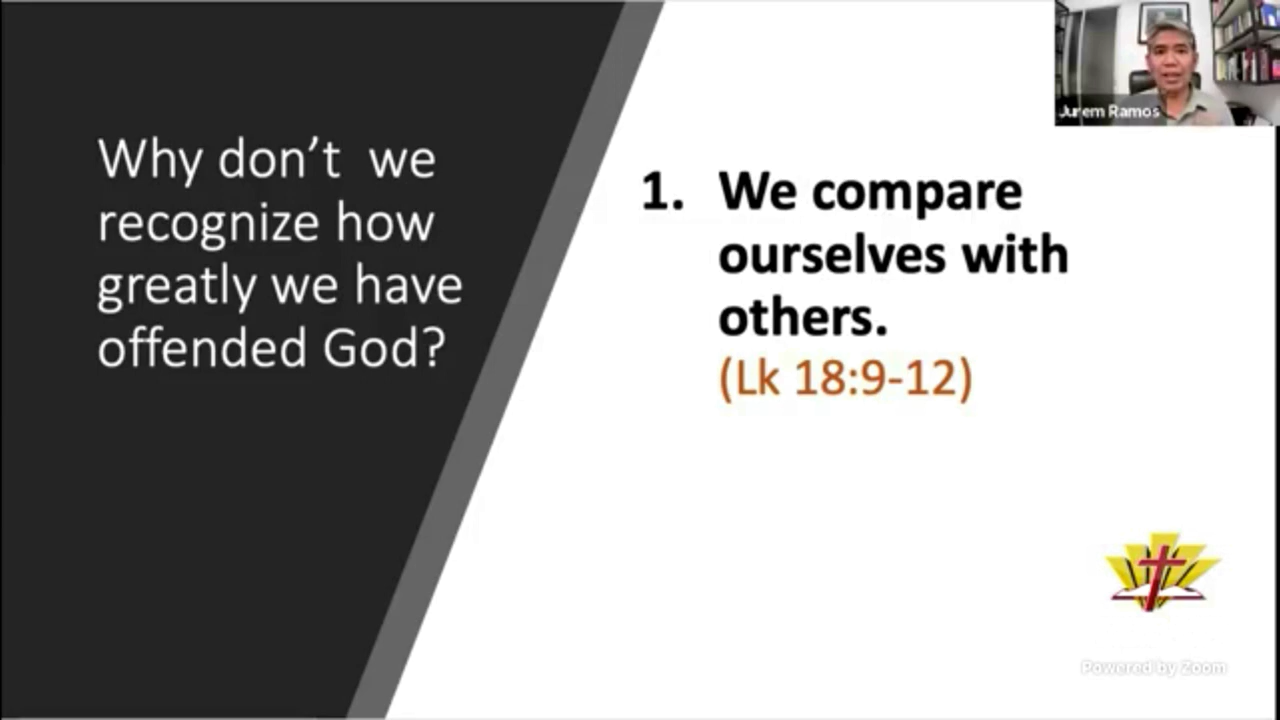 Why don't  we
recognize how
greatly we have
offended God?
1. We compare
ourselves with
others.
(Lk 18:9-12)
Jurem Ramos
Powered by Zoom